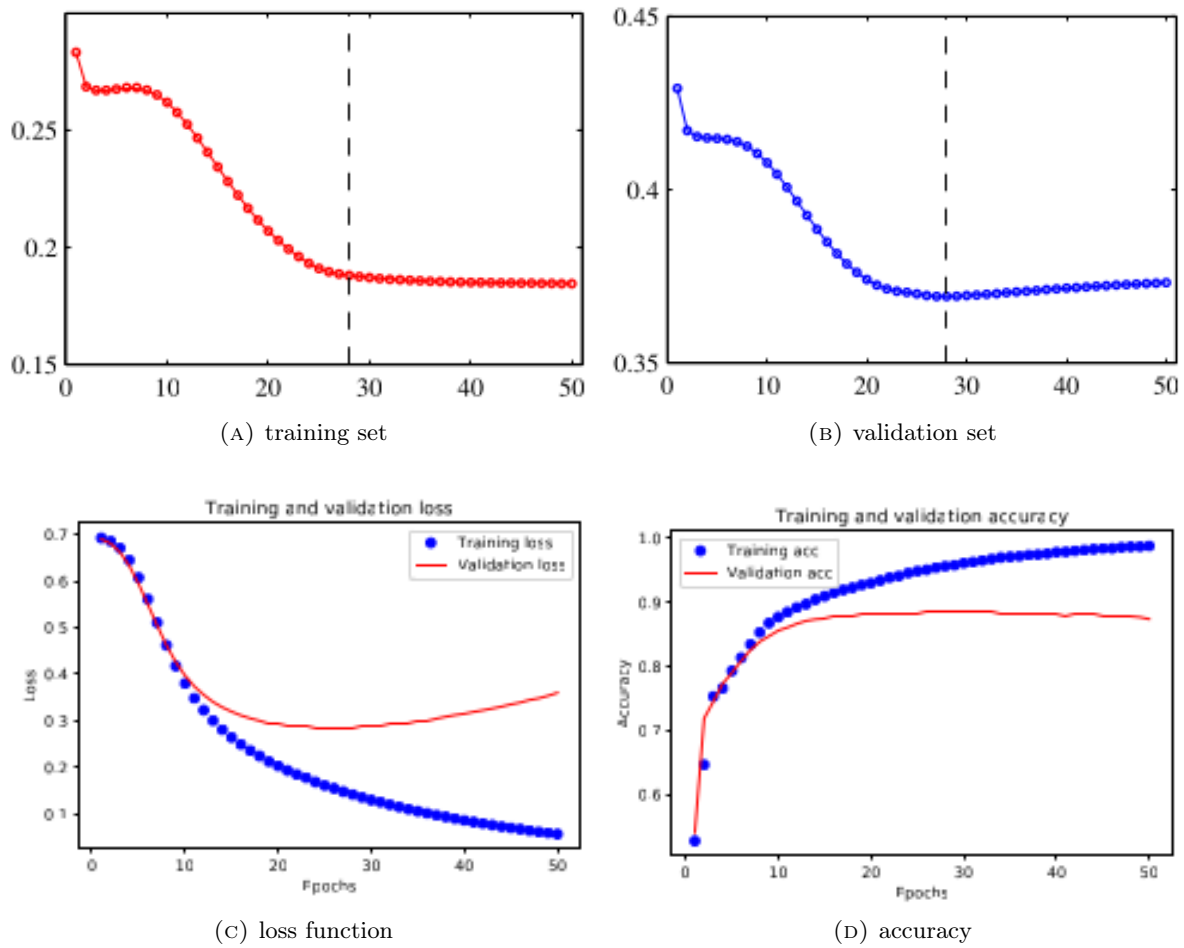 0.25
0.2
0.15
0 10 20 30 40 50
(A) training set
0.45
0.4
0.35
0 10 20 30 40 50
(B) validation set
Training and validation loss
Training loss
Validation loss
0.7
0.6
0.5
0.4
0.3
0.2
0.1
Loss
0 10 20 30 40 50
Epochs
(C) loss function
Training and validation accuracy
Training acc
Validation acc
1.0
0.9
0.8
0.7
0.6
Accuracy
0 10 20 30 40 50
Epochs
(D) accuracy